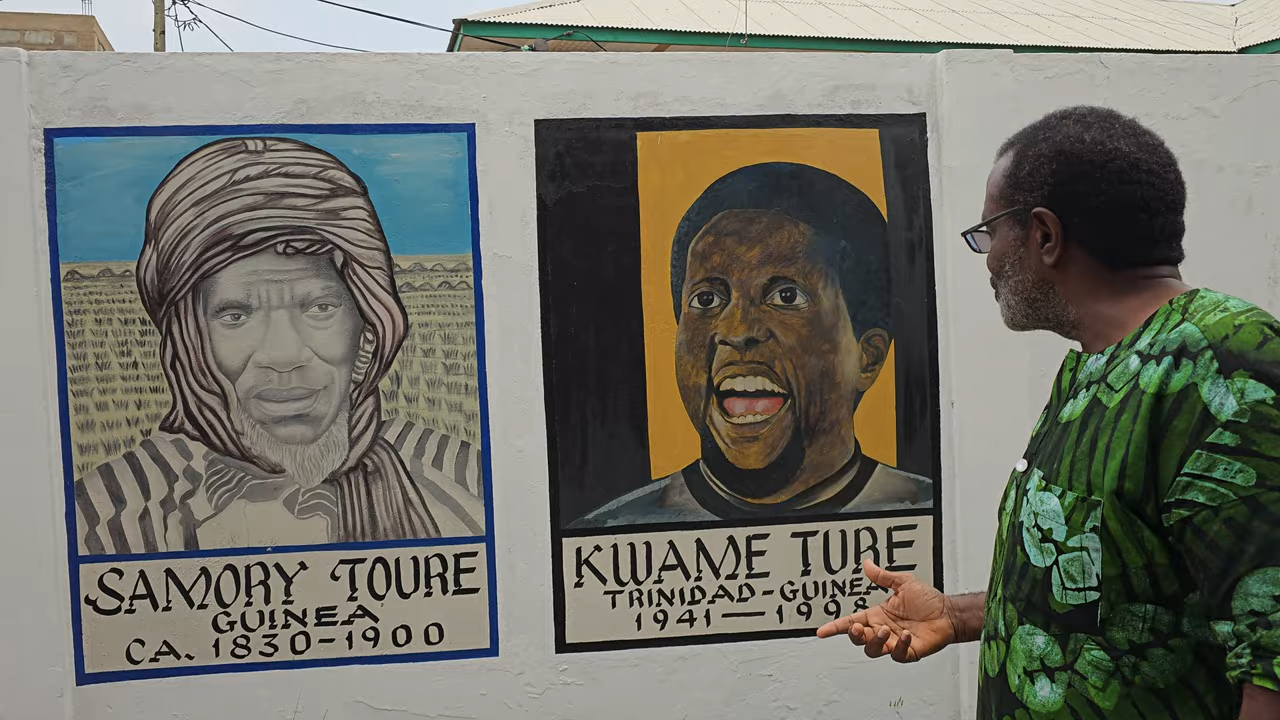 SAMORY TOURE
GUINEA
CA. 1830-1900
KWAME TURE
TRINIDAD-GUINEA
1941—1998